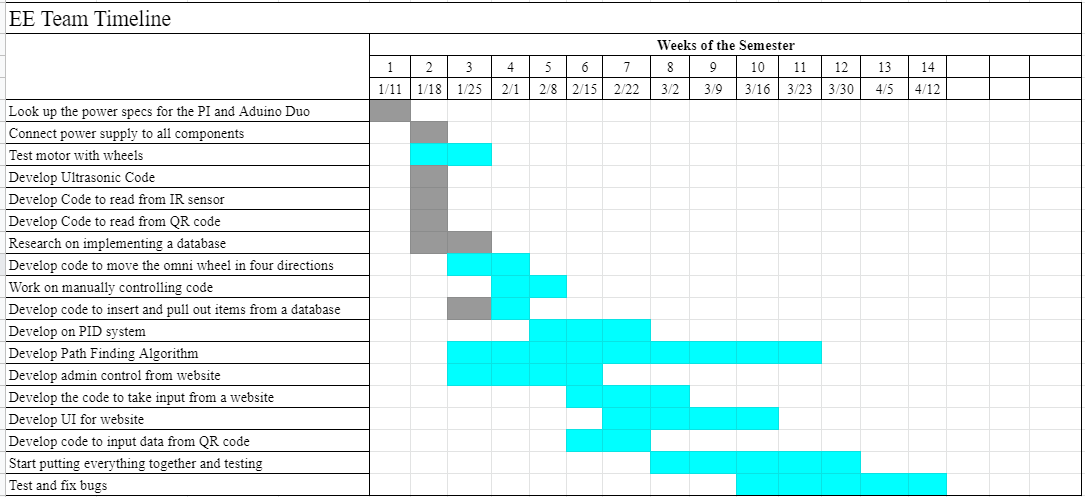 EE Team Timeline
Weeks of the Semester
1 2 3 4 5 6 7 8 9 10 11 12 13 14
1/11 1/18 1/25 2/1 2/8 2/15 2/22 3/2 3/9 3/16 3/23 3/30 4/5 4/12
Look up the power specs for the PI and Aduino Duo
Connect power supply to all components
Test motor with wheels
Develop Ultrasonic Code
Develop Code to read from IR sensor
Develop Code to read from QR code
Research on implementing a database
Develop code to move the omni wheel in four directions
Work on manually controlling code
Develop code to insert and pull out items from a database
Develop on PID system
Develop Path Finding Algorithm
Develop admin control from website
Develop the code to take input from a website
Develop UI for website
Develop code to input data from QR code
Start putting everything together and testing
Test and fix bugs